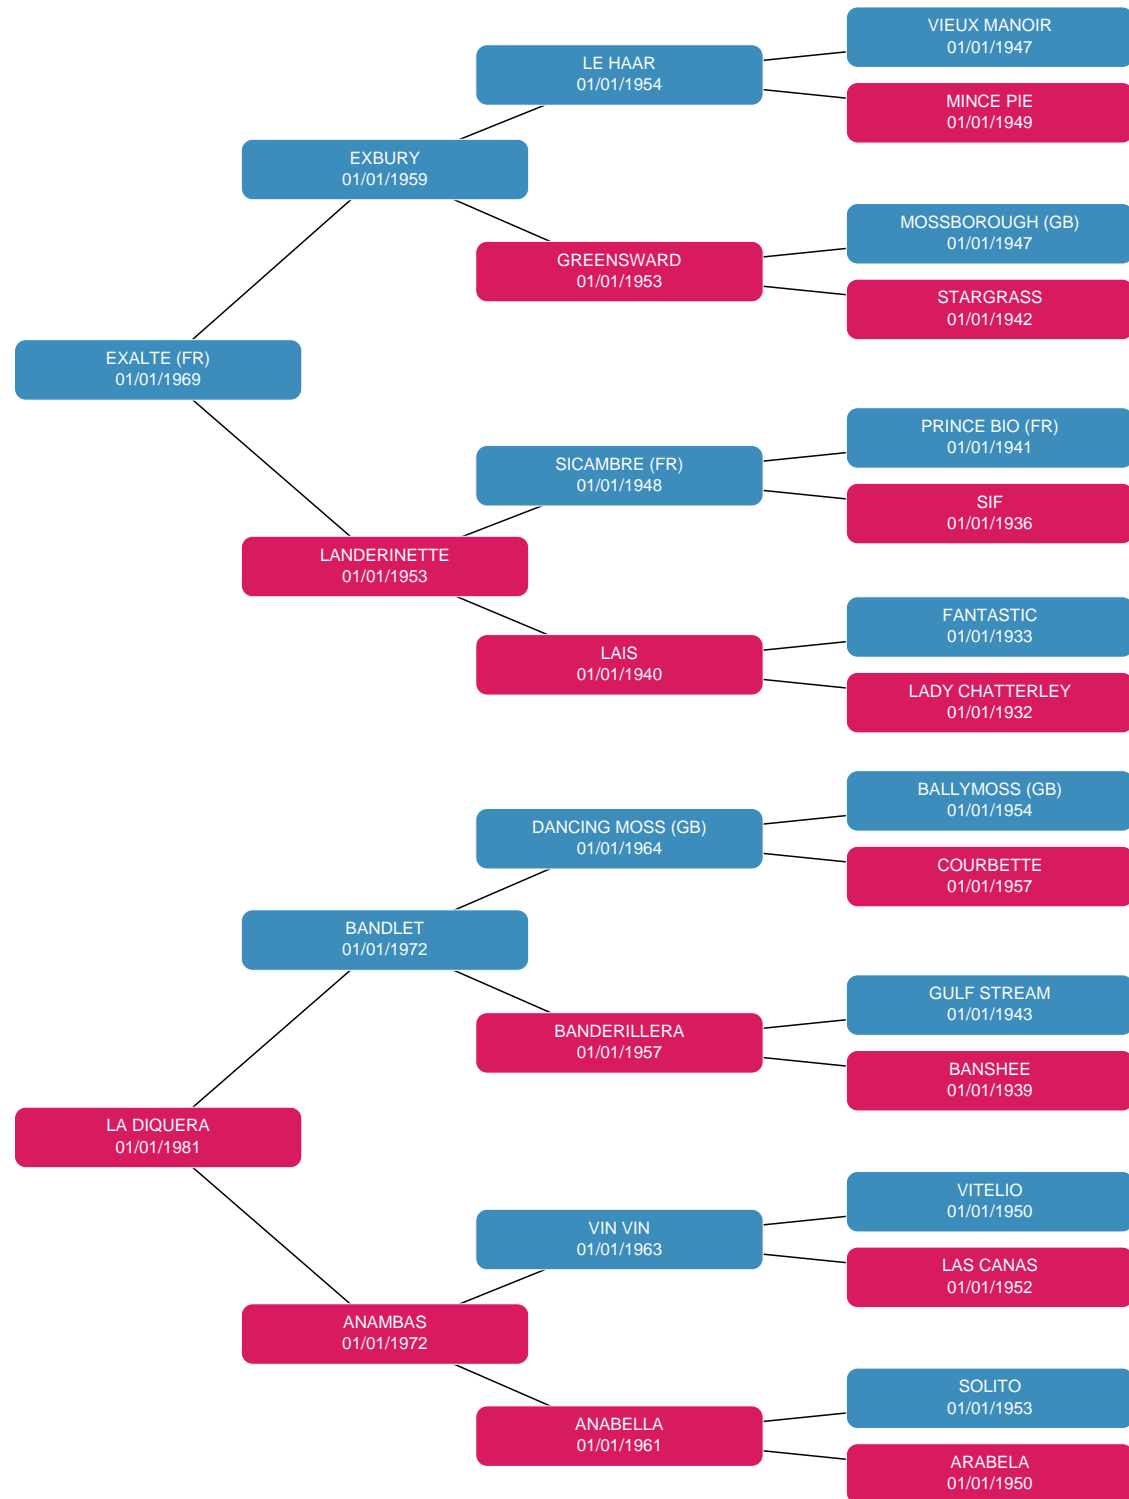 VIEUX MANOIR
01/01/1947
LE HAAR
01/01/1954
MINCE PIE
01/01/1949
EXBURY
01/01/1959
MOSSBOROUGH (GB)
01/01/1947
GREENSWARD
01/01/1953
STARGRASS
01/01/1942
EXALTE (FR)
01/01/1969
PRINCE BIO (FR)
01/01/1941
SICAMBRE (FR)
01/01/1948
SIF
01/01/1936
LANDERINETTE
01/01/1953
FANTASTIC
01/01/1933
LAIS
01/01/1940
LADY CHATTERLEY
01/01/1932
BALLYMOSS (GB)
01/01/1954
DANCING MOSS (GB)
01/01/1964
COURBETTE
01/01/1957
BANDLET
01/01/1972
GULF STREAM
01/01/1943
BANDERILLERA
01/01/1957
BANSHEE
01/01/1939
LA DIQUERA
01/01/1981
VITELIO
01/01/1950
VIN VIN
01/01/1963
LAS CANAS
01/01/1952
ANAMBAS
01/01/1972
SOLITO
01/01/1953
ANABELLA
01/01/1961
ARABELA
01/01/1950